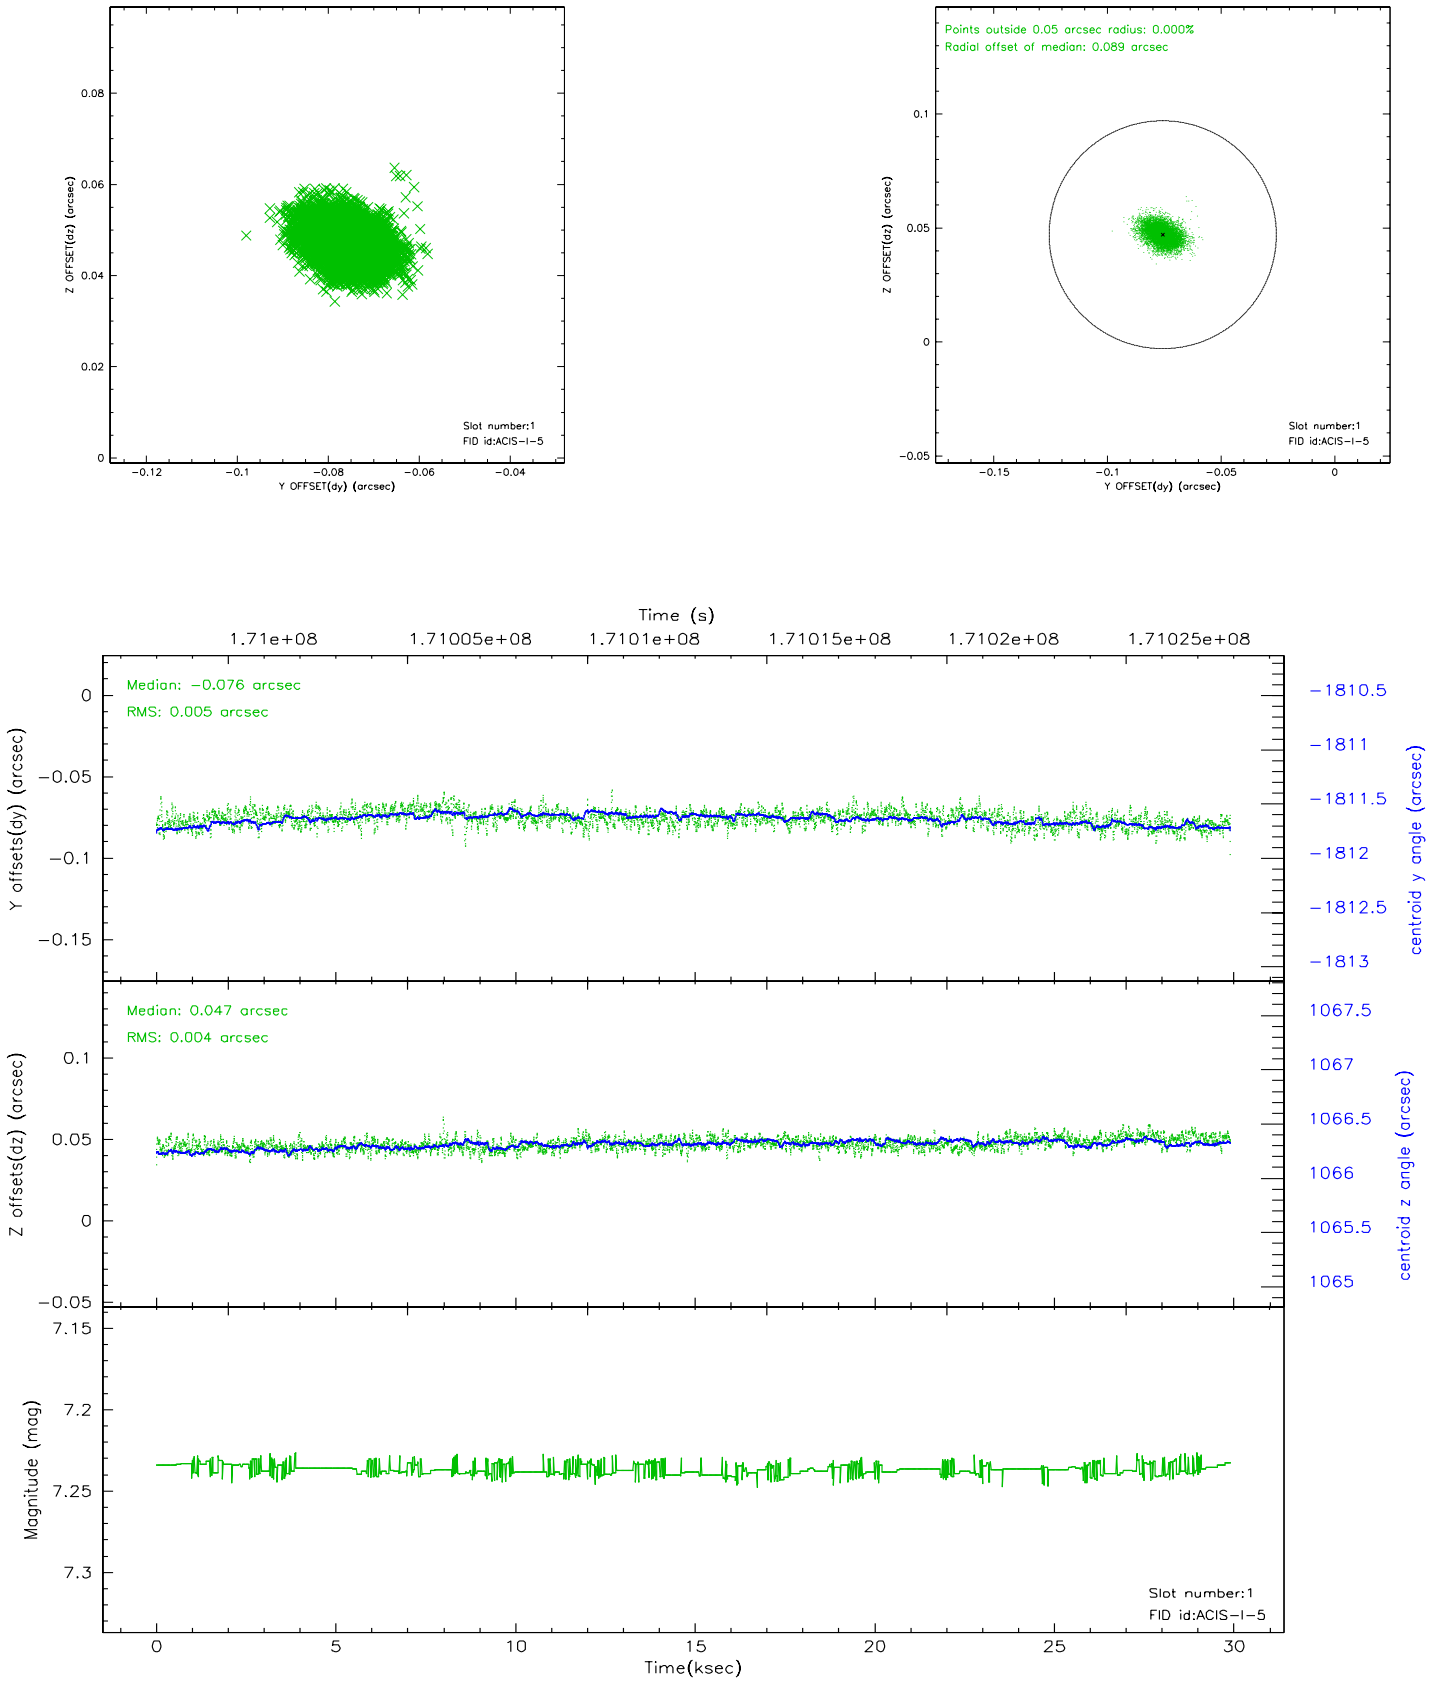 0.08
0.06
0.04
0.02
0
Z OFFSET(dz) (arcsec)
Slot number:1
FID id:ACIS-I-5
-0.12 -0.1 -0.08 -0.06 -0.04
Y OFFSET(dy) (arcsec)
Points outside 0.05 arcsec radius: 0.000%
Radial offset of median: 0.089 arcsec
0.1
0.05
0
-0.05
Z OFFSET(dz) (arcsec)
Slot number:1
FID id:ACIS-I-5
-0.15 -0.1 -0.05 0
Y OFFSET(dy) (arcsec)
Time (s)
1.71e+08 1.71005e+08 1.7101e+08 1.71015e+08 1.7102e+08 1.71025e+08
Median: -0.076 arcsec
RMS: 0.005 arcsec
0
-0.05
-0.1
-0.15
Y offsets(dy) (arcsec)
-1810.5
-1811
-1811.5
-1812
-1812.5
-1813
centroid y angle (arcsec)
Median: 0.047 arcsec
RMS: 0.004 arcsec
0.1
0.05
0
-0.05
Z offsets(dz) (arcsec)
1067.5
1067
1066.5
1066
1065.5
1065
centroid z angle (arcsec)
7.15
7.2
7.25
7.3
Magnitude (mag)
Slot number:1
FID id:ACIS-I-5
0 5 10 15 20 25 30
Time(ksec)